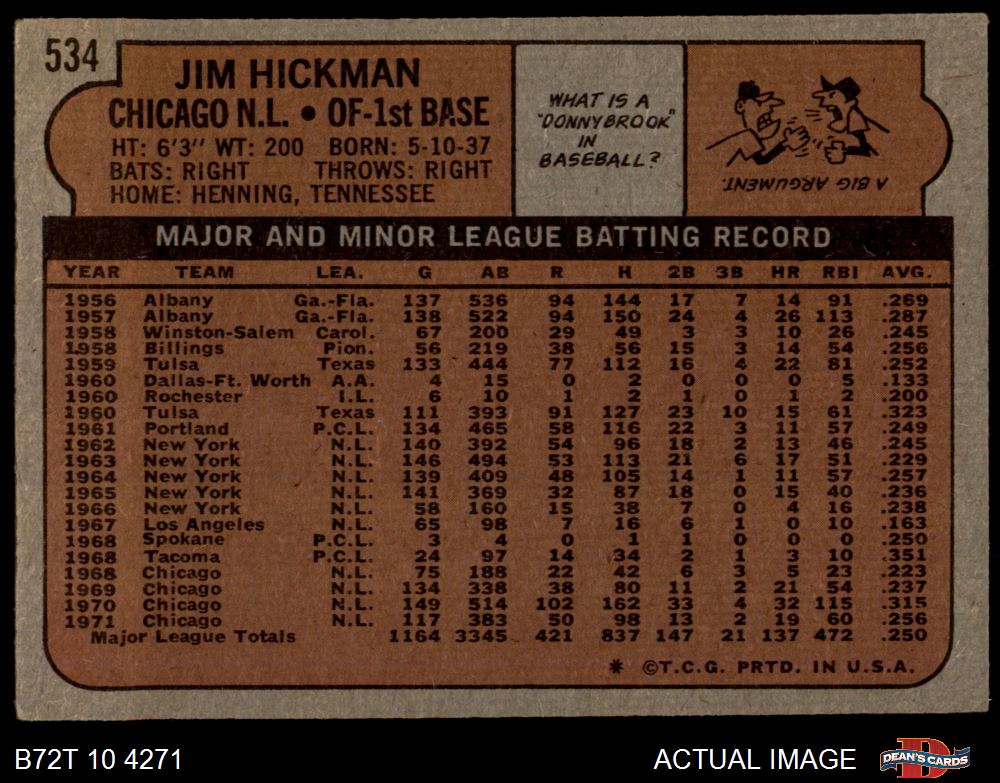 534
JIM HICKMAN
CHICAGO N.L. • OF-1st BASE
HT: 6'3" WT: 200 BORN: 5-10-37
BATS: RIGHT THROWS: RIGHT
HOME: HENNING, TENNESSEE
WHAT IS A
"DONNYBROOK"
IN
BASEBALL?
A BIG ARGUMENT.
MAJOR AND MINOR LEAGUE BATTING RECORD
YEAR TEAM LEA. G AB R H 2B 3B HR RBI AVG.
1956 Albany Ga.-Fla. 137 536 94 144 17 7 14 91 .269
1957 Albany Ga.-Fla. 138 522 94 150 24 4 26 113 .287
1958 Winston-Salem Carol. 67 200 29 49 3 3 10 26 .245
1958 Billings Pion. 56 219 38 56 15 3 14 54 .256
1959 Tulsa Texas 133 444 77 112 16 4 22 81 .252
1960 Dallas-Ft. Worth A.A. 4 15 0 2 0 0 0 5 .133
1960 Rochester I.L. 6 10 1 2 1 0 1 2 .200
1960 Tulsa Texas 111 393 91 127 23 10 15 61 .323
1961 Portland P.C.L. 134 465 58 116 22 3 11 57 .249
1962 New York N.L. 140 392 54 96 18 2 13 46 .245
1963 New York N.L. 146 494 53 113 21 6 17 51 .229
1964 New York N.L. 139 409 48 105 14 1 11 57 .257
1965 New York N.L. 141 369 32 87 18 0 15 40 .236
1966 New York N.L. 58 160 15 38 7 0 4 16 .238
1967 Los Angeles N.L. 65 98 7 16 6 1 0 10 .163
1968 Spokane P.C.L. 3 4 0 1 1 0 0 0 .250
1968 Tacoma P.C.L. 24 97 14 34 2 1 3 10 .351
1968 Chicago N.L. 75 188 22 42 6 3 5 23 .223
1969 Chicago N.L. 134 338 38 80 11 2 21 54 .237
1970 Chicago N.L. 149 514 102 162 33 4 32 115 .315
1971 Chicago N.L. 117 383 50 98 13 2 19 60 .256
Major League Totals 1164 3345 421 837 147 21 137 472 .250
* ©T.C.G. PRTD. IN U.S.A.
B72T 10 4271
ACTUAL IMAGE
DEAN'S CARDS